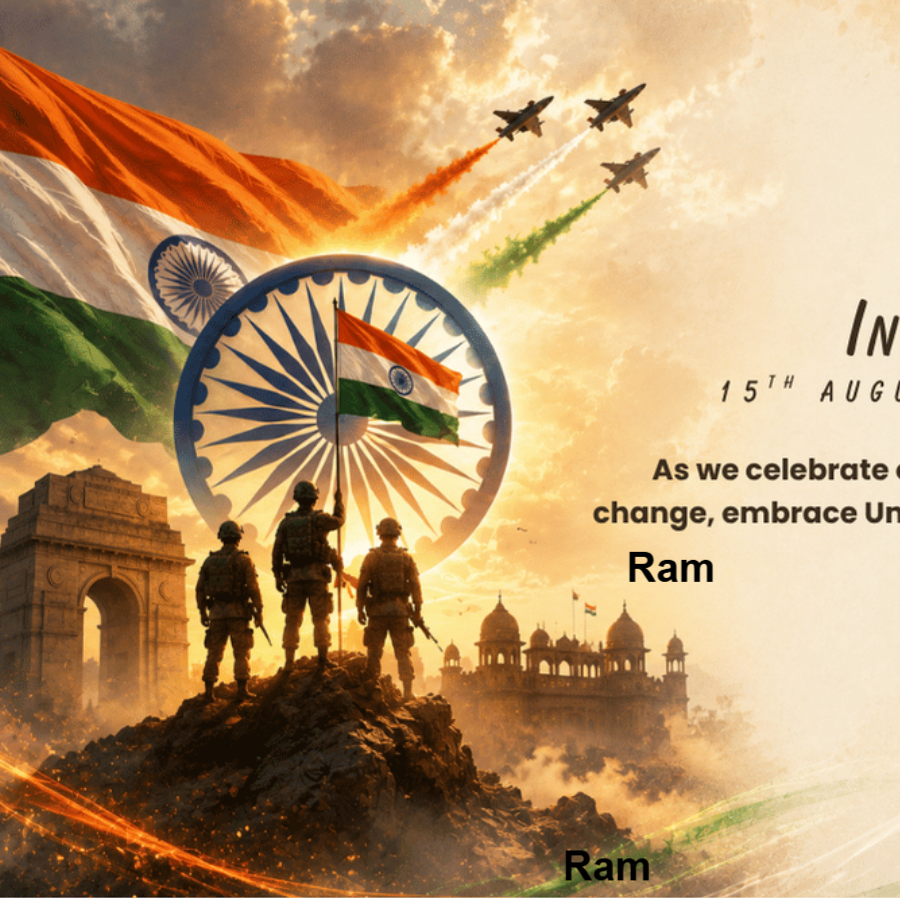 In
15TH AUGU
As we celebrate
change, embrace Un
Ram
Ram